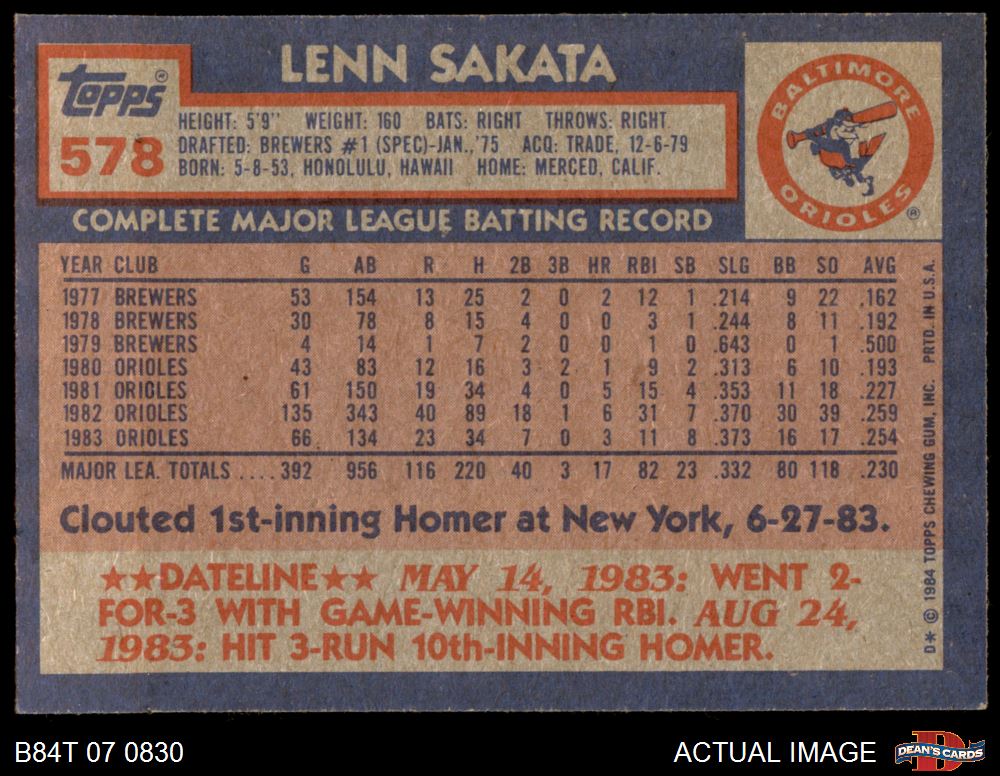 LENN SAKATA
Topps®
578
HEIGHT: 5'9" WEIGHT: 160 BATS: RIGHT THROWS: RIGHT
DRAFTED: BREWERS #1 (SPEC)-JAN., '75 ACQ: TRADE, 12-6-79
BORN: 5-8-53, HONOLULU, HAWAII HOME: MERCED, CALIF.
BALTIMORE
ORIOLES ®
COMPLETE MAJOR LEAGUE BATTING RECORD
YEAR CLUB G AB R H 2B 3B HR RBI SB SLG BB SO AVG
1977 BREWERS 53 154 13 25 2 0 2 12 1 .214 9 22 .162
1978 BREWERS 30 78 8 15 4 0 0 3 1 .244 8 11 .192
1979 BREWERS 4 14 1 7 2 0 0 1 0 .643 0 1 .500
1980 ORIOLES 43 83 12 16 3 2 1 9 2 .313 6 10 .193
1981 ORIOLES 61 150 19 34 4 0 5 15 4 .353 11 18 .227
1982 ORIOLES 135 343 40 89 18 1 6 31 7 .370 30 39 .259
1983 ORIOLES 66 134 23 34 7 0 3 11 8 .373 16 17 .254
MAJOR LEA. TOTALS .... 392 956 116 220 40 3 17 82 23 .332 80 118 .230
Clouted 1st-inning Homer at New York, 6-27-83.
★★DATELINE★★ MAY 14, 1983: WENT 2-
FOR-3 WITH GAME-WINNING RBI. AUG 24,
1983: HIT 3-RUN 10th-INNING HOMER.
D* © 1984 TOPPS CHEWING GUM, INC. PRTD. IN U.S.A.
B84T 07 0830
ACTUAL IMAGE
DEAN'S CARDS